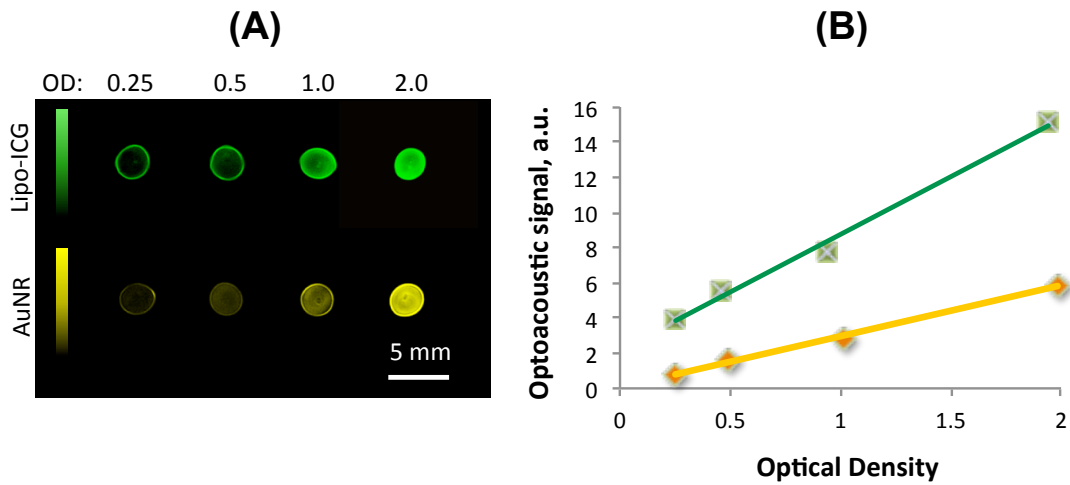 (A)
OD: 0.25 0.5 1.0 2.0
Lipo-ICG
AuNR
5 mm
(B)
Optoacoustic signal, a.u.
16
14
12
10
8
6
4
2
0
0 0.5 1 1.5 2
Optical Density